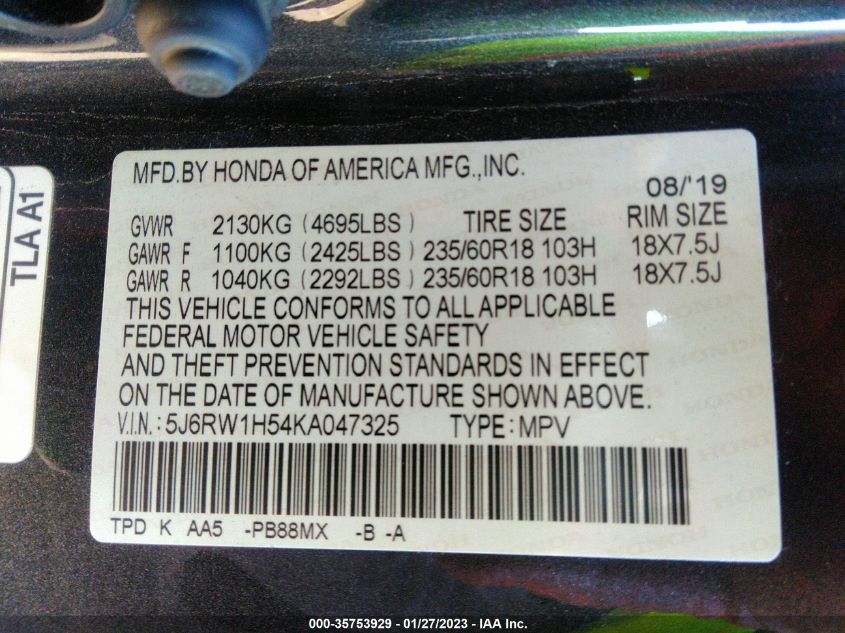 TLA A1
MFD.BY HONDA OF AMERICA MFG.,INC.
08/'19
GVWR 2130KG (4695LBS) TIRE SIZE RIM SIZE
GAWR F 1100KG (2425LBS) 235/60R18 103H 18X7.5J
GAWR R 1040KG (2292LBS) 235/60R18 103H 18X7.5J
THIS VEHICLE CONFORMS TO ALL APPLICABLE
FEDERAL MOTOR VEHICLE SAFETY
AND THEFT PREVENTION STANDARDS IN EFFECT
ON THE DATE OF MANUFACTURE SHOWN ABOVE.
V.I.N.:5J6RW1H54KA047325 TYPE:MPV
TPD K AA5 -PB88MX -B -A
000-35753929 - 01/27/2023 - IAA Inc.